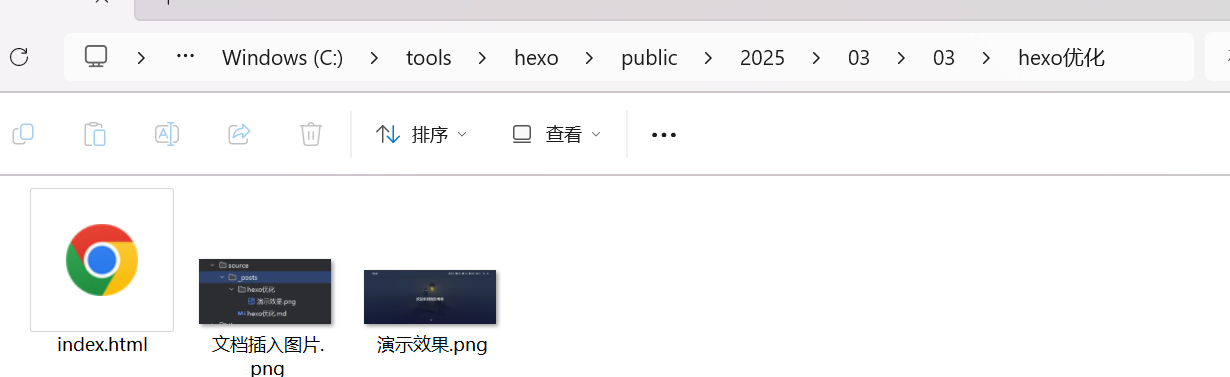 Windows (C:) > tools > hexo > public > 2025 > 03 > 03 > hexo优化
排序
查看
source
_posts
hexo优化
演示效果.png
hexo优化.md
index.html
文档插入图片.
png
演示效果.png